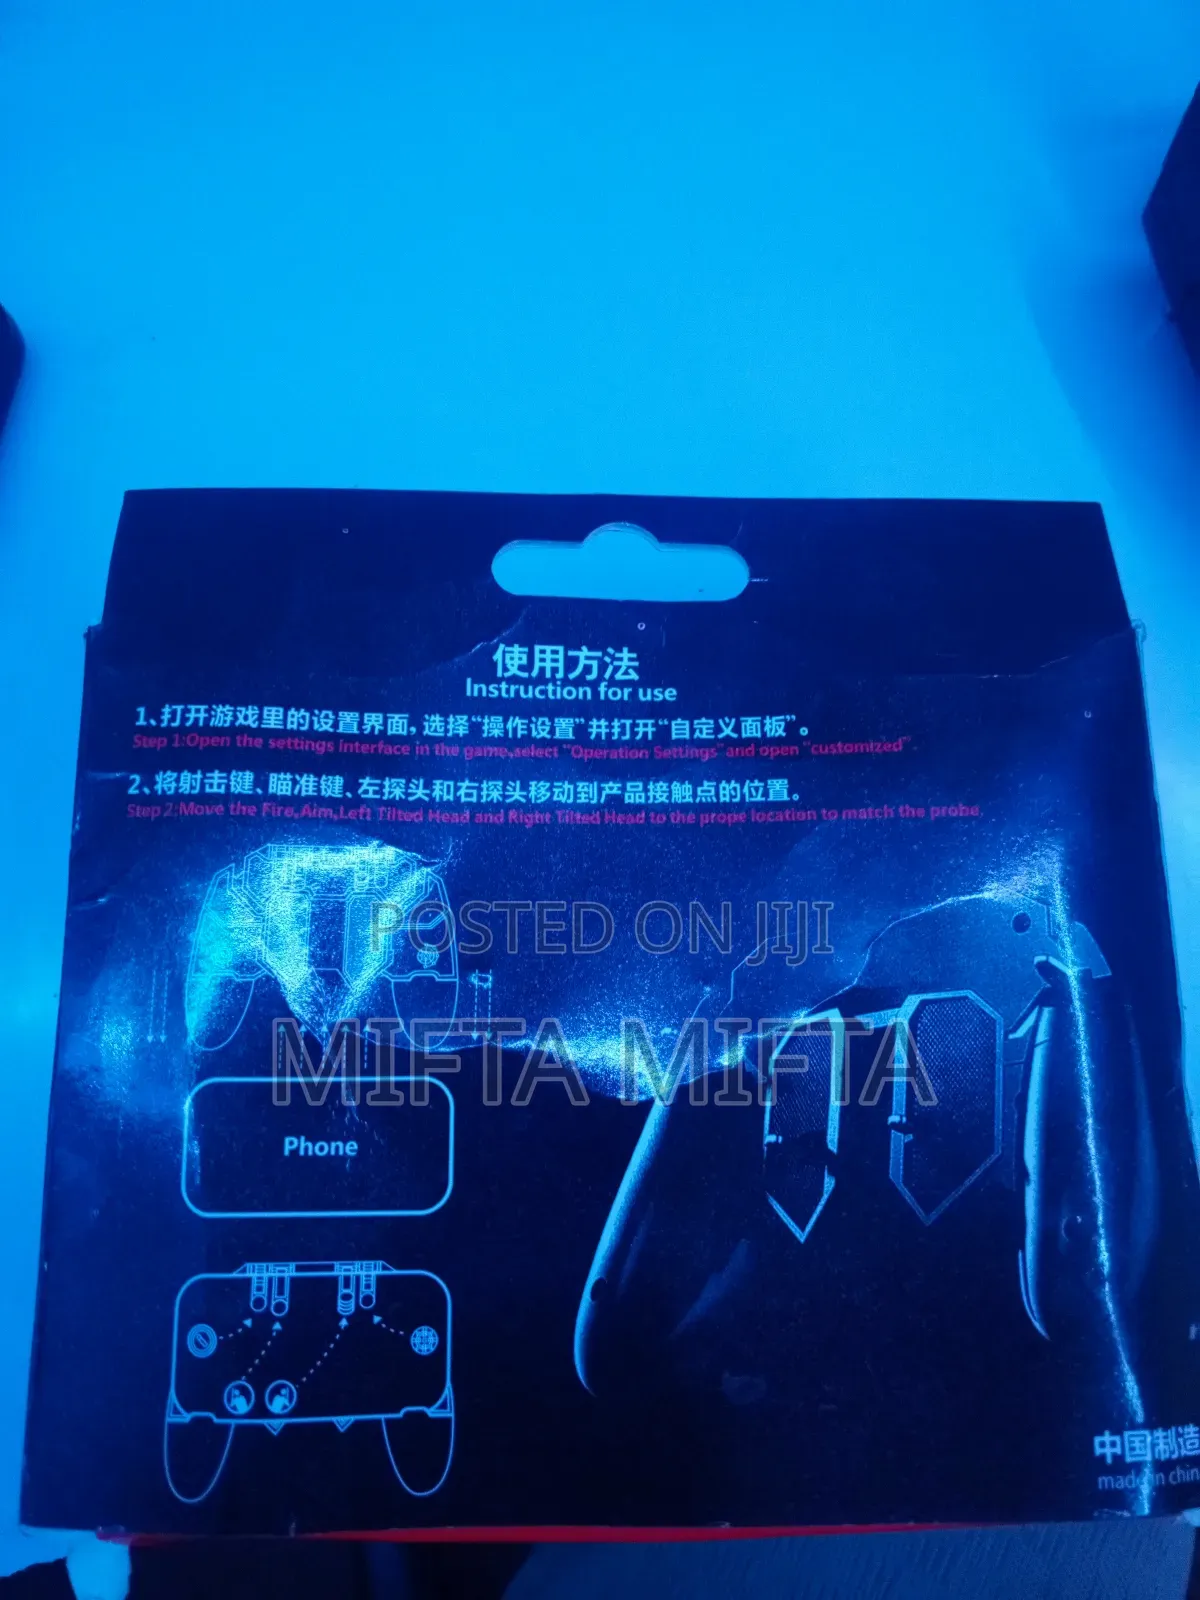 使用方法
Instruction for use
1、打开游戏里的设置界面，选择“操作设置”并打开“自定义面板”。
Step 1:Open the settings interface in the game,select "Operation Settings" and open "customized".
2、将射击键、瞄准键、左探头和右探头移动到产品接触点的位置。
Step 2:Move the Fire,Aim,Left Tilted Head and Right Tilted Head to the prope location to match the probe
POSTED ON JIJI
MIFTA MIFTA
Phone
中国制造
made in chin